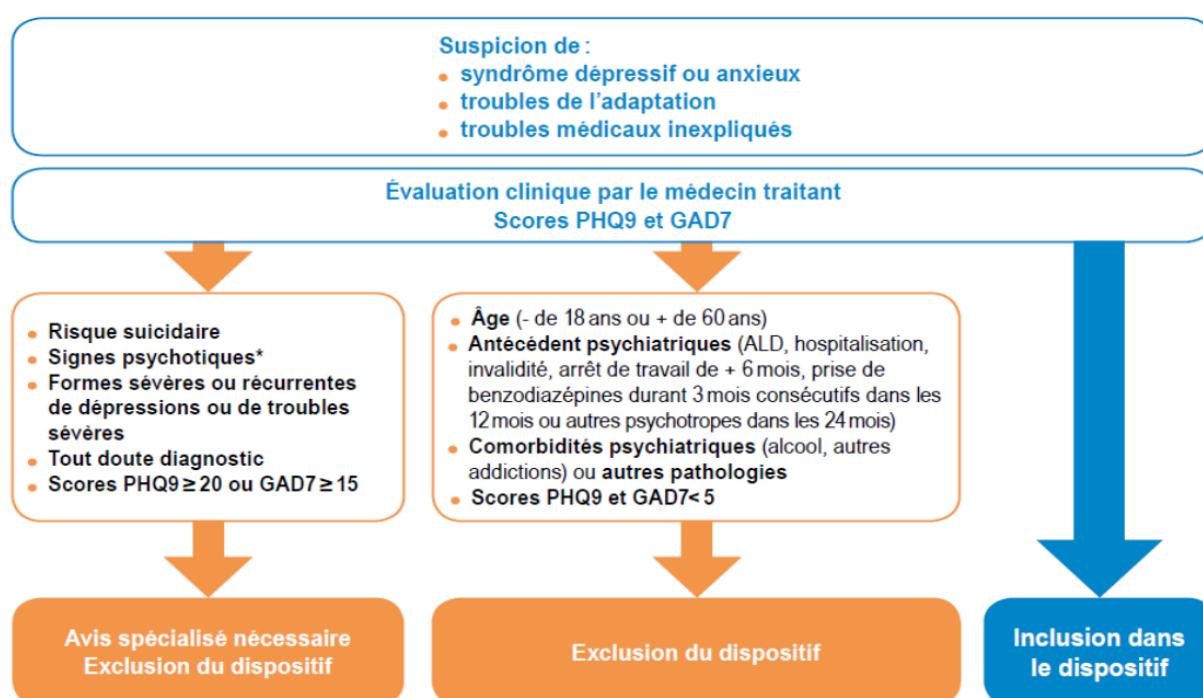 Suspicion de :
• syndrôme dépressif ou anxieux
• troubles de l'adaptation
• troubles médicaux inexpliqués
Évaluation clinique par le médecin traitant
Scores PHQ9 et GAD7
• Risque suicidaire
• Signes psychotiques*
• Formes sévères ou récurrentes
de dépressions ou de troubles
sévères
• Tout doute diagnostic
• Scores PHQ9 ≥ 20 ou GAD7 ≥ 15
• Âge (- de 18 ans ou + de 60 ans)
• Antécédent psychiatriques (ALD, hospitalisation,
invalidité, arrêt de travail de + 6 mois, prise de
benzodiazépines durant 3 mois consécutifs dans les
12 mois ou autres psychotropes dans les 24 mois)
• Comorbidités psychiatriques (alcool, autres
addictions) ou autres pathologies
• Scores PHQ9 et GAD7< 5
Avis spécialisé nécessaire
Exclusion du dispositif
Exclusion du dispositif
Inclusion dans
le dispositif